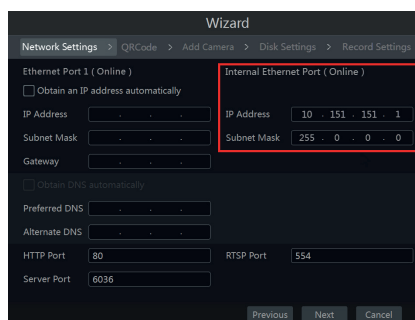 Wizard
Network Settings > QRCode > Add Camera > Disk Settings > Record Settings
Ethernet Port 1 ( Online )
Obtain an IP address automatically
IP Address . . .
Subnet Mask . . .
Gateway . . .
Internal Ethernet Port ( Online )
IP Address 10 . 151 . 151 . 1
Subnet Mask 255 . 0 . 0 . 0
Obtain DNS automatically
Preferred DNS . . .
Alternate DNS . . .
HTTP Port 80
RTSP Port 554
Server Port 6036
Previous Next Cancel